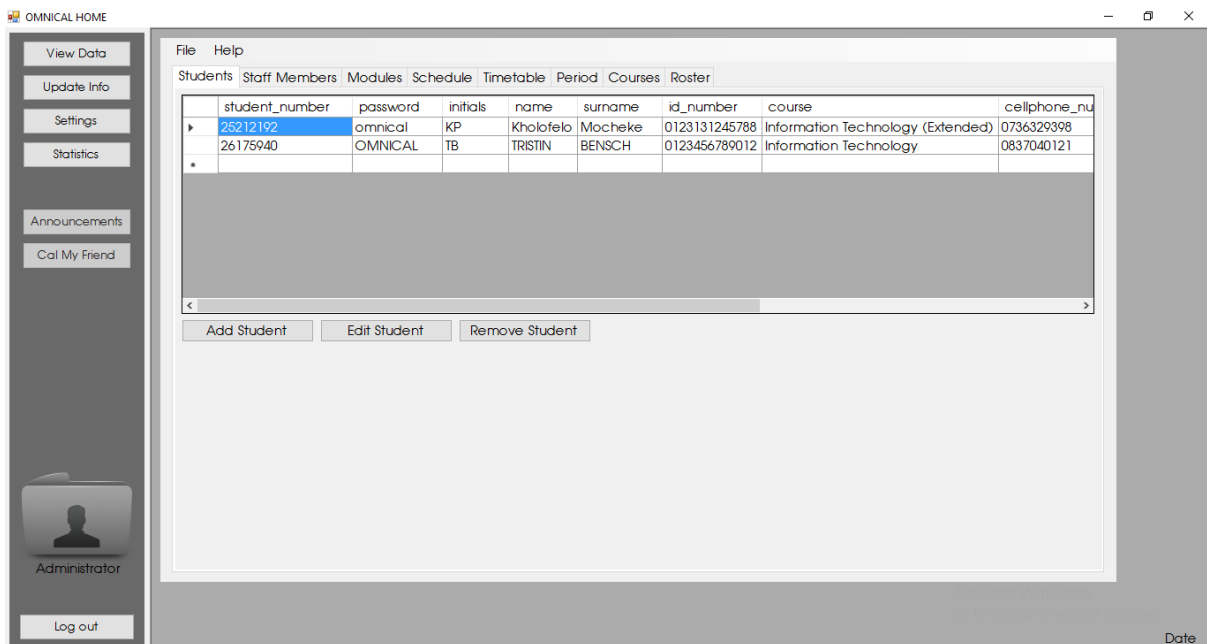 OMNICAL HOME
View Data
Update Info
Settings
Statistics
Announcements
Cal My Friend
Administrator
Log out
File Help
Students Staff Members Modules Schedule Timetable Period Courses Roster
student_number password initials name surname id_number course cellphone_nu
25212192 omnical KP Kholofelo Mocheke 0123131245788 Information Technology (Extended) 0736329398
26175940 OMNICAL TB TRISTIN BENSCH 0123456789012 Information Technology 0837040121
Add Student Edit Student Remove Student
Date